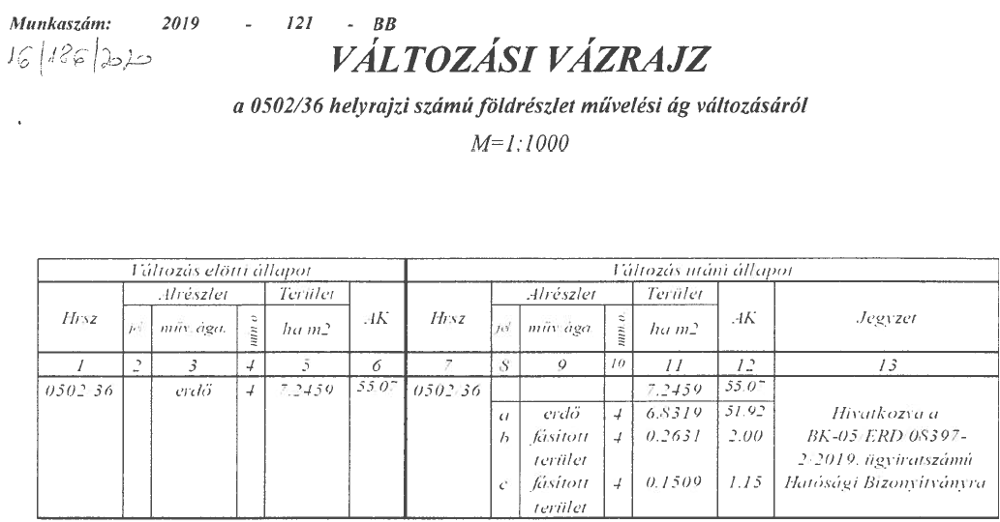 Munkaszám: 2019 - 121 - BB
16/186/2020
VÁLTOZÁSI VÁZRAJZ
a 0502/36 helyrajzi számú földrészlet művelési ág változásáról
M=1:1000
Változás előtti állapot Változás utáni állapot
Hrsz Alrészlet Terület AK Hrsz Alrészlet Terület AK Jegyzet
jel műv.ága. min.o. ha m2 jel műv.ága min.o. ha m2
1 2 3 4 5 6 7 8 9 10 11 12 13
0502/36 erdő 4 7.2459 55.07 0502/36 7.2459 55.07
a erdő 4 6.8319 51.92 Hivatkozva a
b fásított 4 0.2631 2.00 BK-05/ERD/08397-
terület 2/2019. ügyiratszámú
c fásított 4 0.1509 1.15 Hatósági Bizonyítványra
terület